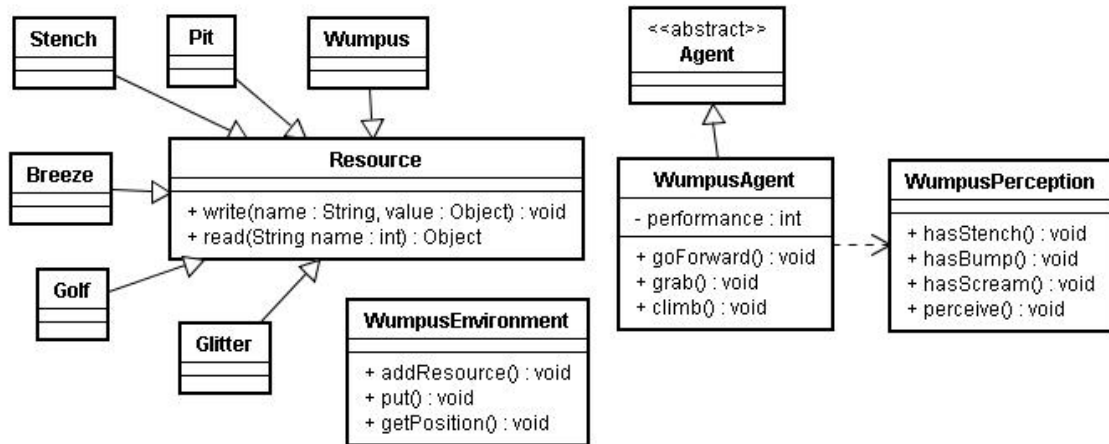 Stench
Pit
Wumpus
<<abstract>>
Agent
Resource
+ write(name : String, value : Object) : void
+ read(String name : int) : Object
Breeze
WumpusAgent
- performance : int
+ goForward() : void
+ grab() : void
+ climb() : void
WumpusPerception
+ hasStench() : void
+ hasBump() : void
+ hasScream() : void
+ perceive() : void
Golf
Glitter
WumpusEnvironment
+ addResource() : void
+ put() : void
+ getPosition() : void